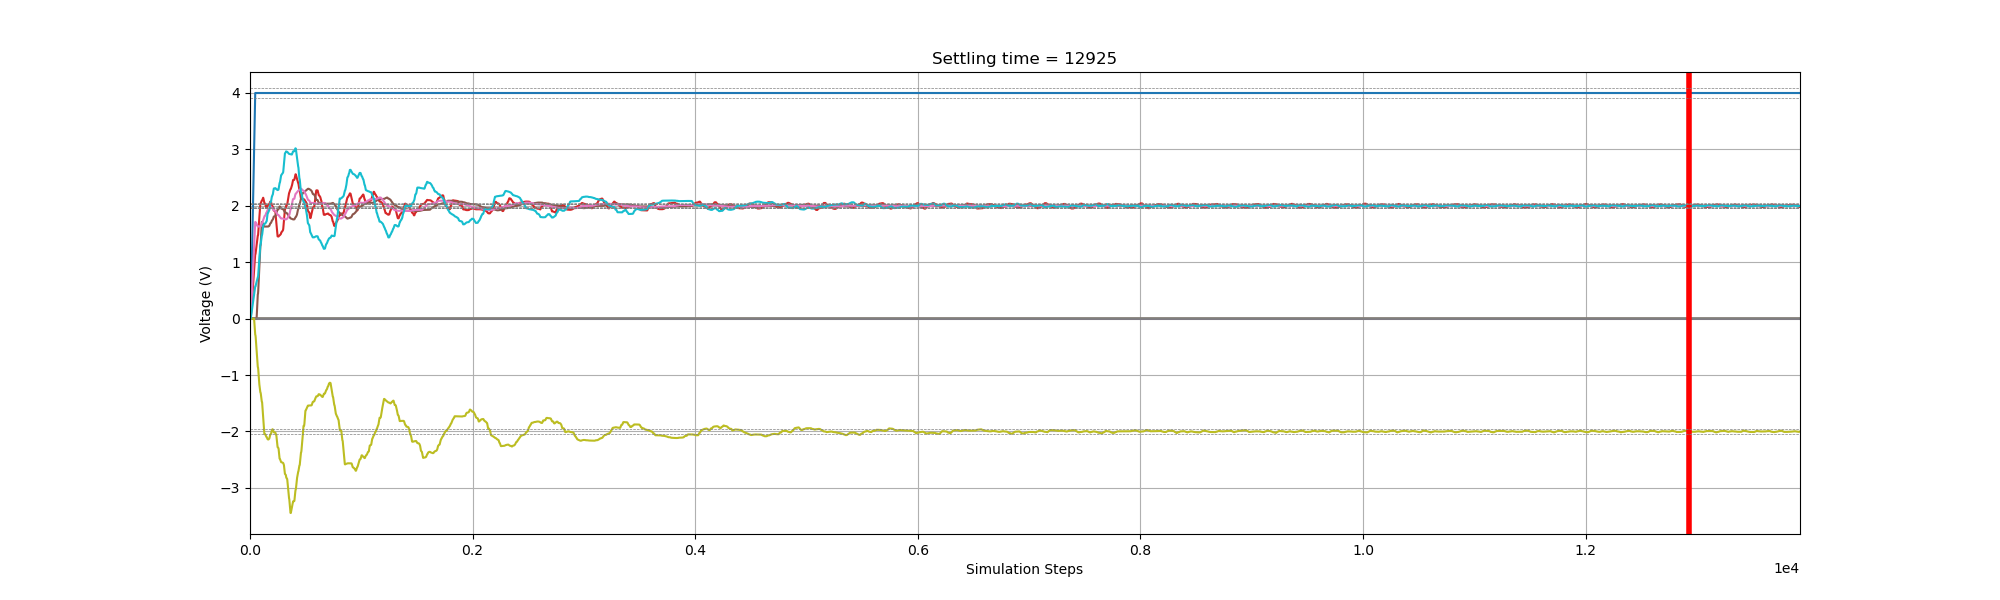 Settling time = 12925
Voltage (V)
4
3
2
1
0
−1
−2
−3
0.0 0.2 0.4 0.6 0.8 1.0 1.2
Simulation Steps
1e4